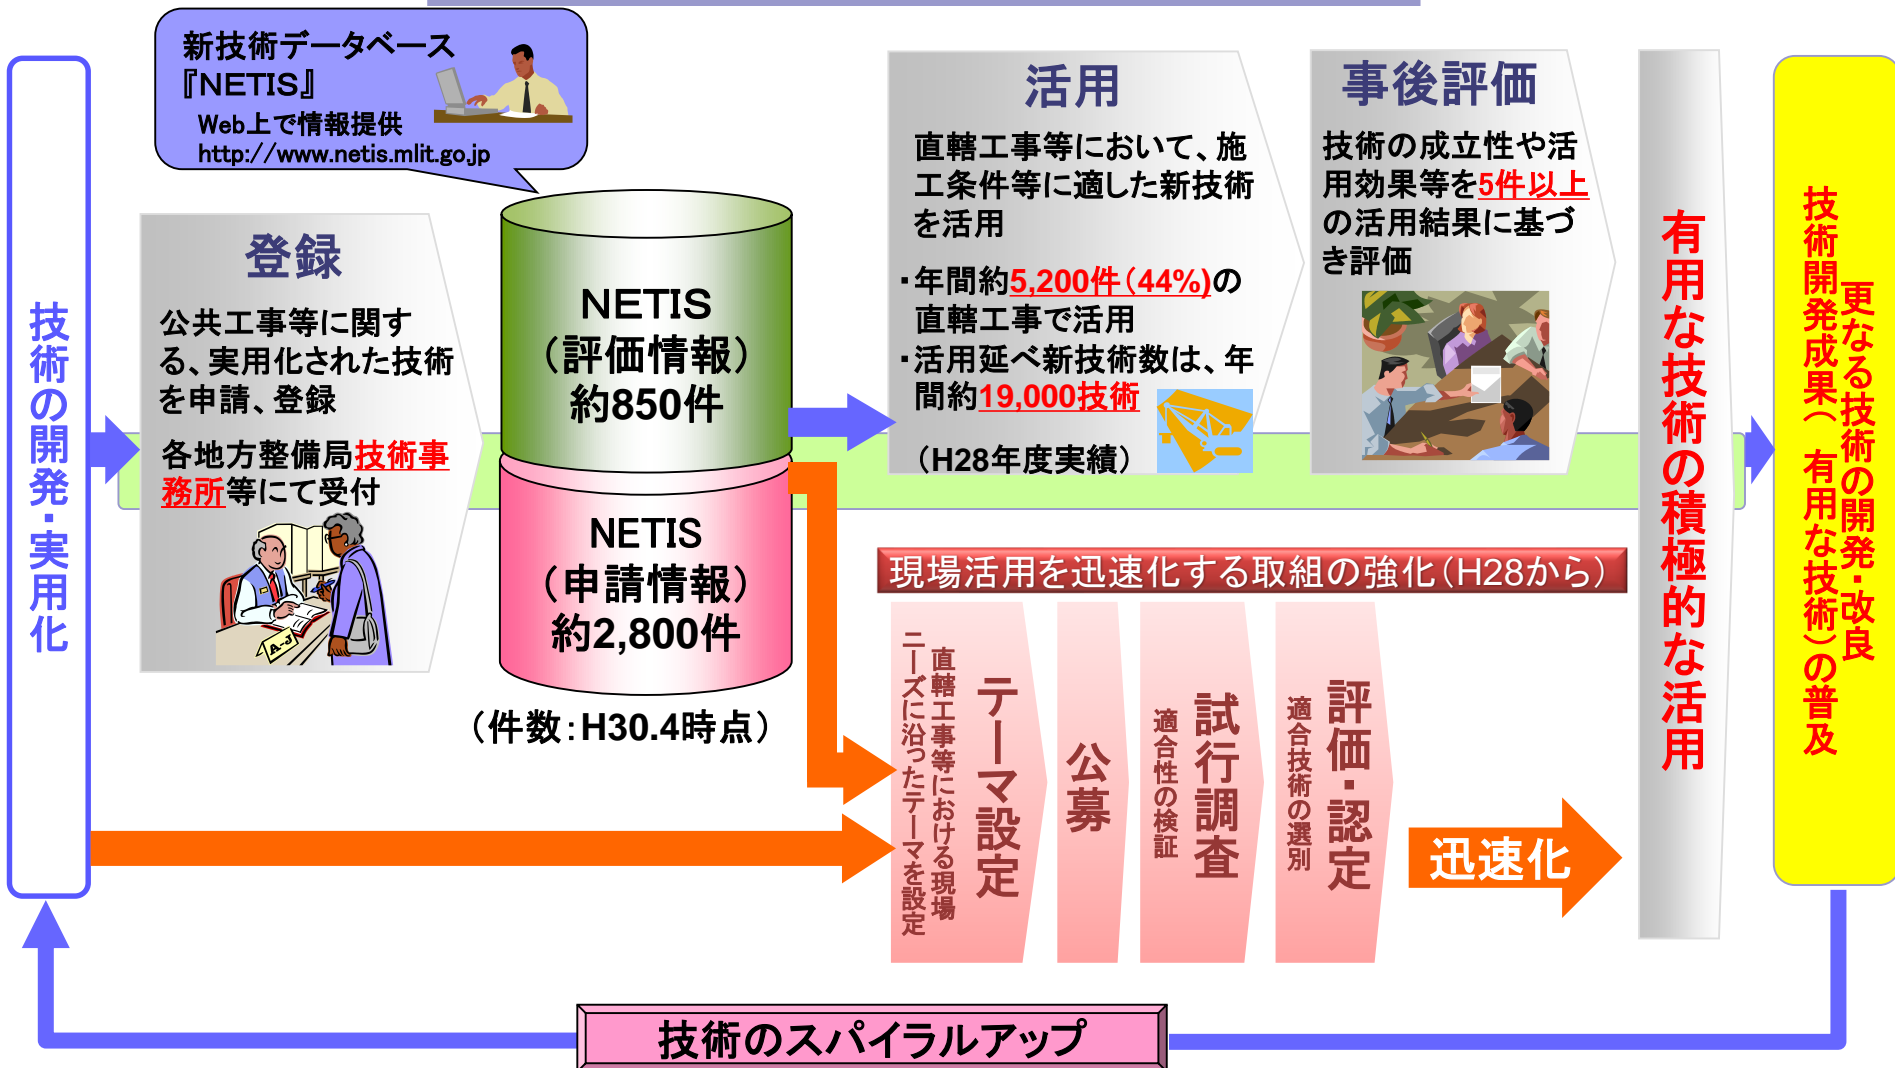 新技術データベース
『NETIS』
Web上で情報提供
http://www.netis.mlit.go.jp
技術の開発・実用化
登録
公共工事等に関す
る、実用化された技術
を申請、登録
各地方整備局技術事
務所等にて受付
A-J
NETIS
（評価情報）
約850件
NETIS
（申請情報）
約2,800件
（件数：H30.4時点）
活用
直轄工事等において、施
工条件等に適した新技術
を活用
・年間約5,200件（44%)の
直轄工事で活用
・活用延べ新技術数は、年
間約19,000技術
（H28年度実績）
事後評価
技術の成立性や活
用効果等を5件以上
の活用結果に基づ
き評価
現場活用を迅速化する取組の強化（H28から）
テーマ設定
直轄工事等における現場
ニーズに沿ったテーマを設定
公募
試行調査
適合性の検証
評価・認定
適合技術の選別
迅速化
有用な技術の積極的な活用
更なる技術の開発・改良
技術開発成果（有用な技術）の普及
技術のスパイラルアップ